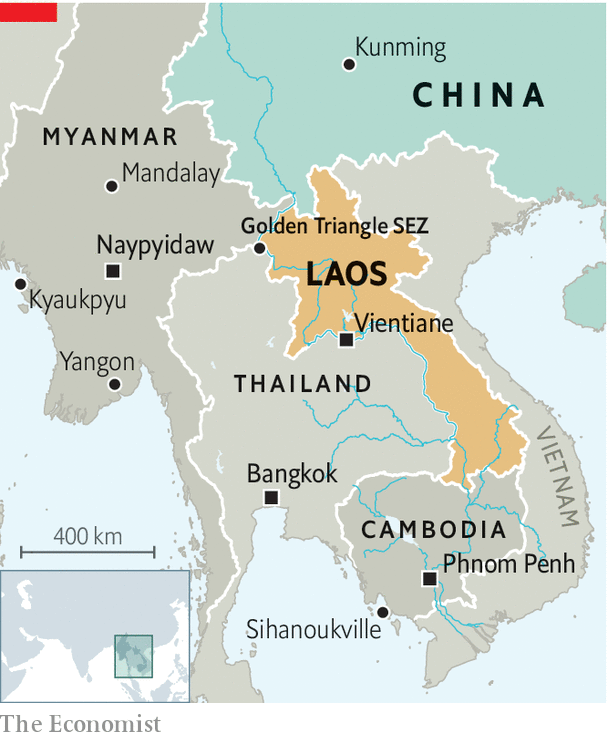 Kunming
CHINA
MYANMAR
Mandalay
Golden Triangle SEZ
Naypyidaw
LAOS
Kyaukpyu
Vientiane
Yangon
THAILAND
VIETNAM
Bangkok
CAMBODIA
400 km
Phnom Penh
Sihanoukville
The Economist